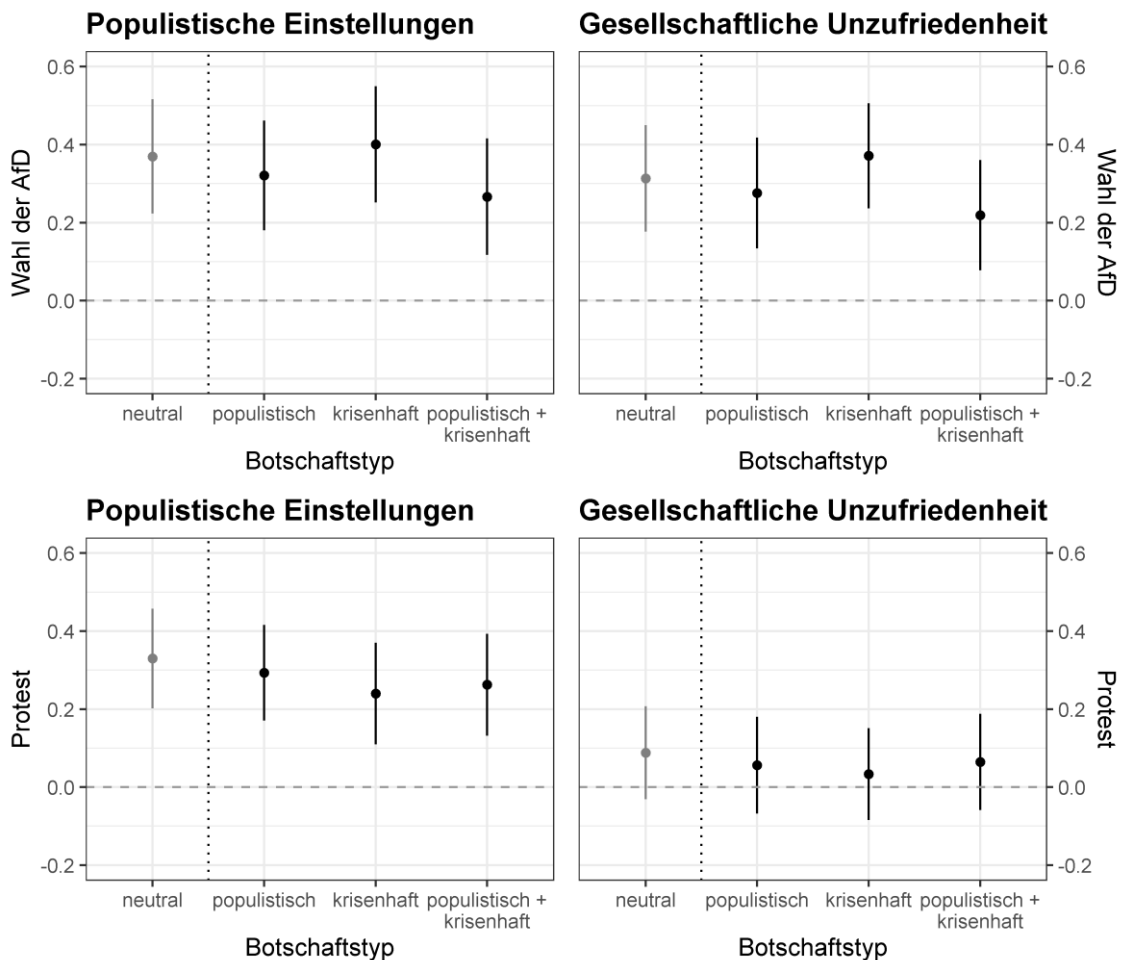 Populistische Einstellungen
Gesellschaftliche Unzufriedenheit
Wahl der AfD
0.6
0.4
0.2
0.0
-0.2
neutral
populistisch
krisenhaft
populistisch +
krisenhaft
Botschaftstyp
0.6
0.4
0.2
0.0
-0.2
Wahl der AfD
neutral
populistisch
krisenhaft
populistisch +
krisenhaft
Botschaftstyp
Populistische Einstellungen
Gesellschaftliche Unzufriedenheit
Protest
0.6
0.4
0.2
0.0
-0.2
neutral
populistisch
krisenhaft
populistisch +
krisenhaft
Botschaftstyp
0.6
0.4
0.2
0.0
-0.2
Protest
neutral
populistisch
krisenhaft
populistisch +
krisenhaft
Botschaftstyp